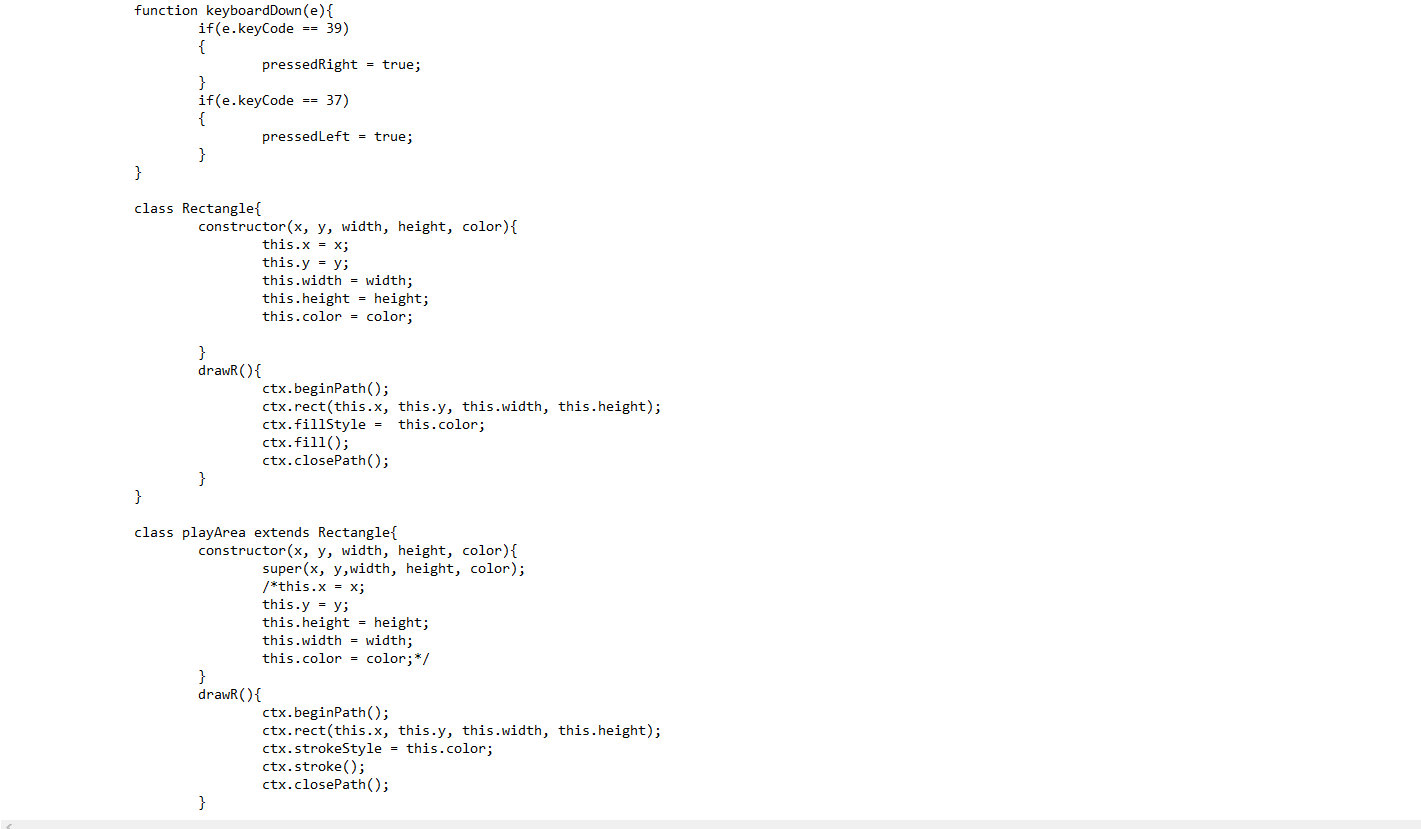 function keyboardDown(e){
if(e.keyCode == 39)
{
pressedRight = true;
}
if(e.keyCode == 37)
{
pressedLeft = true;
}
}
class Rectangle{
constructor(x, y, width, height, color){
this.x = x;
this.y = y;
this.width = width;
this.height = height;
this.color = color;
}
drawR(){
ctx.beginPath();
ctx.rect(this.x, this.y, this.width, this.height);
ctx.fillStyle =  this.color;
ctx.fill();
ctx.closePath();
}
}
class playArea extends Rectangle{
constructor(x, y, width, height, color){
super(x, y,width, height, color);
/*this.x = x;
this.y = y;
this.height = height;
this.width = width;
this.color = color;*/
}
drawR(){
ctx.beginPath();
ctx.rect(this.x, this.y, this.width, this.height);
ctx.strokeStyle = this.color;
ctx.stroke();
ctx.closePath();
}